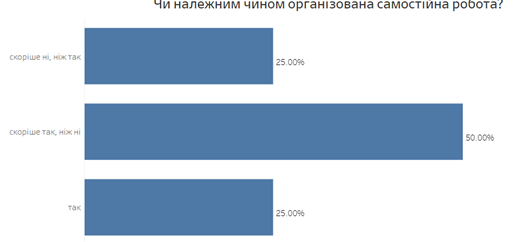 Чи належним чином організована самостійна робота?
скоріше ні, ніж так
25.00%
скоріше так, ніж ні
50.00%
так
25.00%